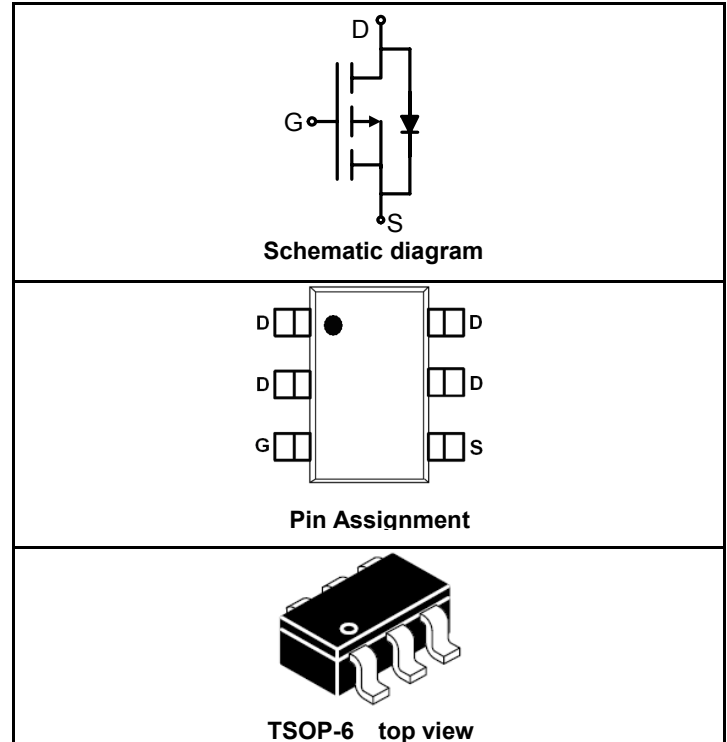 D
G
S
Schematic diagram
D D
D D
G S
Pin Assignment
TSOP-6 top view